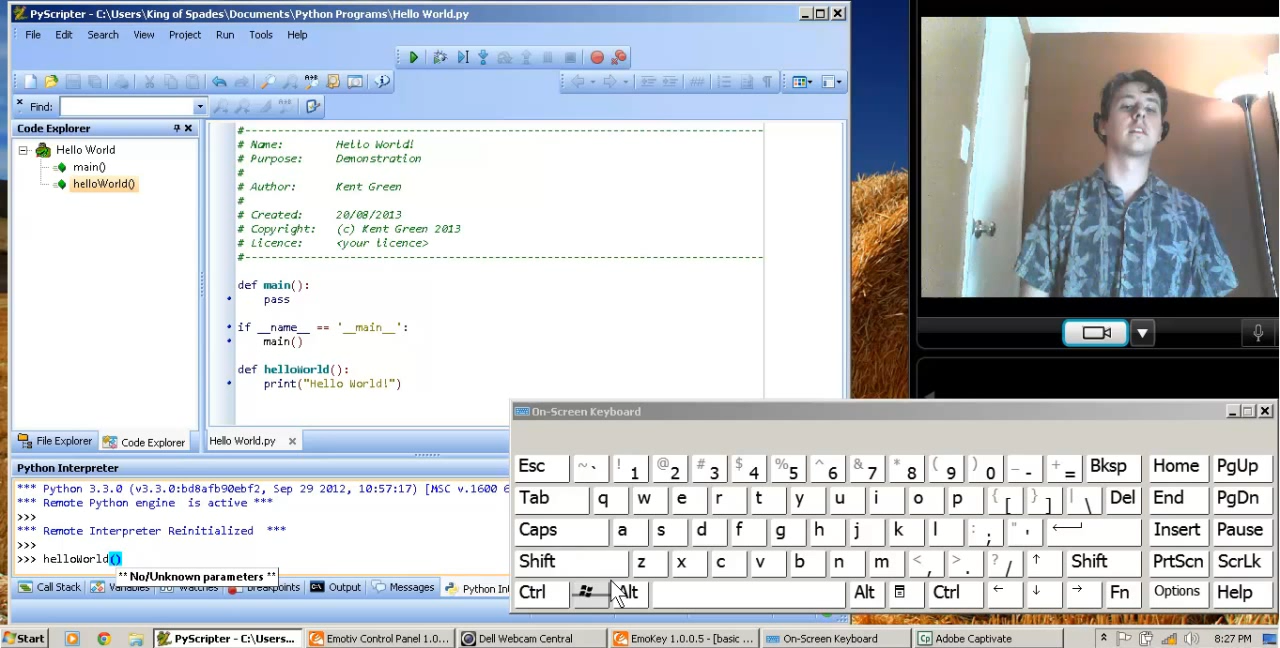 PyScripter - C:\Users\King of Spades\Documents\Python Programs\Hello World.py
File Edit Search View Project Run Tools Help
Find:
Code Explorer
Hello World
main()
helloWorld()
#
# Name: Hello World!
# Purpose: Demonstration
#
# Author: Kent Green
#
# Created: 20/08/2013
# Copyright: (c) Kent Green 2013
# Licence: <your licence>
#
def main():
pass
if __name__ == '__main__':
main()
def helloWorld():
print("Hello World!")
File Explorer Code Explorer
Hello World.py
Python Interpreter
*** Python 3.3.0 (v3.3.0:bd8afb90ebf2, Sep 29 2012, 10:57:17) [MSC v.1600 6
*** Remote Python engine is active ***
>>>
*** Remote Interpreter Reinitialized ***
>>>
>>> helloWorld()
** No/Unknown parameters **
Call Stack Variables Watches Breakpoints Output Messages Python In
On-Screen Keyboard
Esc ~ ` ! 1 @ 2 # 3 $ 4 % 5 ^ 6 & 7 * 8 ( 9 ) 0 _ - + = Bksp Home PgUp
Tab q w e r t y u i o p { [ } ] | \ Del End PgDn
Caps a s d f g h j k l : ; " ' Insert Pause
Shift z x c v b n m < , > . ? / ↑ Shift PrtScn ScrLk
Ctrl Alt Alt Ctrl ← ↓ → Fn Options Help
Start PyScripter - C:\Users... Emotiv Control Panel 1.0... Dell Webcam Central EmoKey 1.0.0.5 - [basic ... On-Screen Keyboard Cp Adobe Captivate 8:27 PM